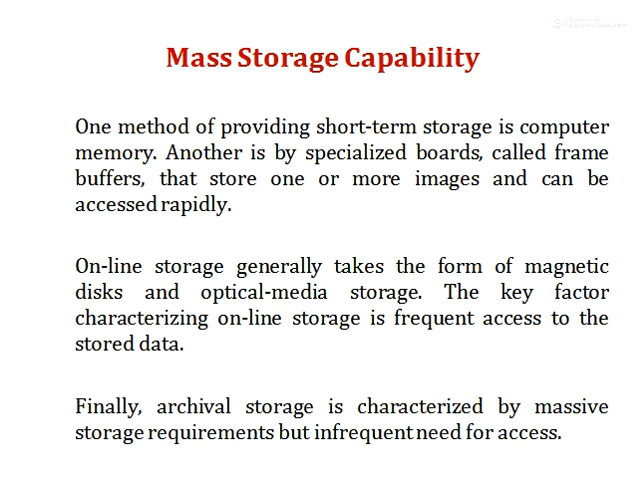 Mass Storage Capability
One method of providing short-term storage is computer
memory. Another is by specialized boards, called frame
buffers, that store one or more images and can be
accessed rapidly.
On-line storage generally takes the form of magnetic
disks and optical-media storage. The key factor
characterizing on-line storage is frequent access to the
stored data.
Finally, archival storage is characterized by massive
storage requirements but infrequent need for access.